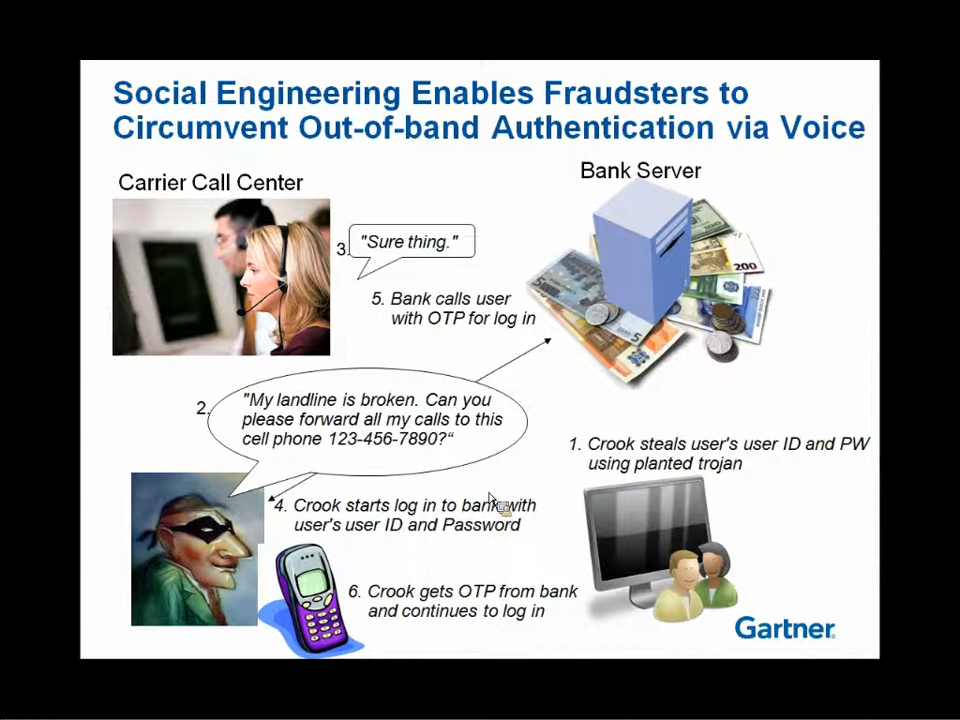 Social Engineering Enables Fraudsters to
Circumvent Out-of-band Authentication via Voice
Carrier Call Center
Bank Server
3. "Sure thing."
200
5
5
5. Bank calls user
with OTP for log in
2. "My landline is broken. Can you
please forward all my calls to this
cell phone 123-456-7890?“
1. Crook steals user's user ID and PW
using planted trojan
4. Crook starts log in to bank with
user's user ID and Password
6. Crook gets OTP from bank
and continues to log in
Gartner